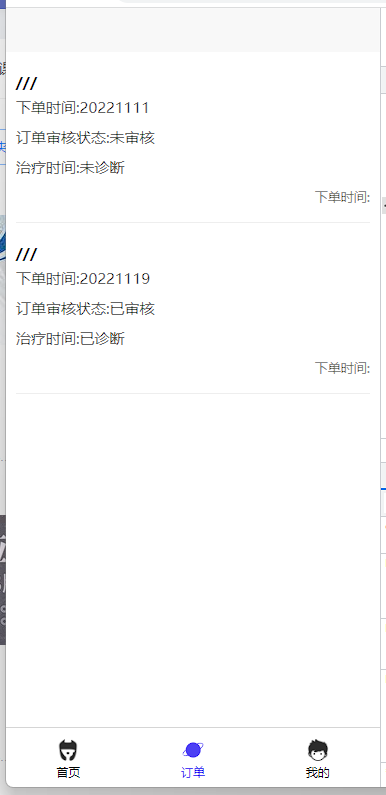 ///
下单时间:20221111
订单审核状态:未审核
治疗时间:未诊断
下单时间:
///
下单时间:20221119
订单审核状态:已审核
治疗时间:已诊断
下单时间:
首页
订单
我的